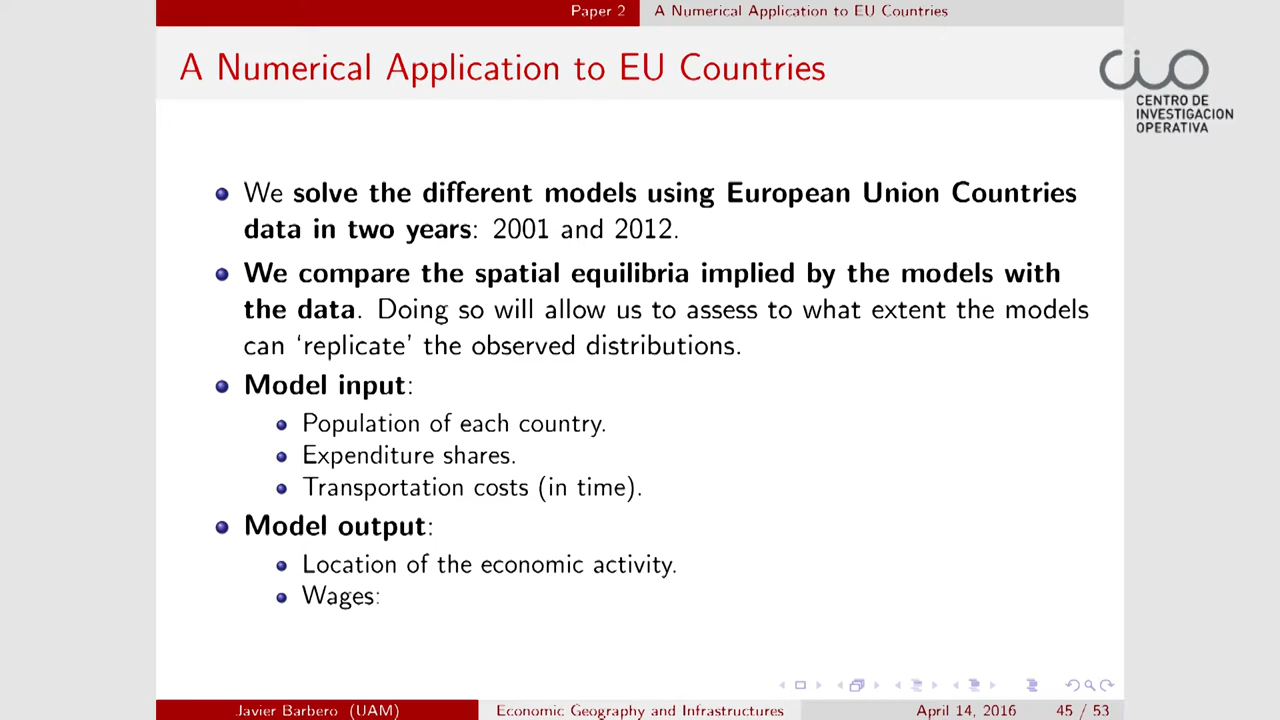 Paper 2 A Numerical Application to EU Countries
A Numerical Application to EU Countries
CIO
CENTRO DE
INVESTIGACION
OPERATIVA
We solve the different models using European Union Countries
data in two years: 2001 and 2012.
We compare the spatial equilibria implied by the models with
the data. Doing so will allow us to assess to what extent the models
can ‘replicate’ the observed distributions.
Model input:
Population of each country.
Expenditure shares.
Transportation costs (in time).
Model output:
Location of the economic activity.
Wages:
Javier Barbero (UAM) Economic Geography and Infrastructures April 14, 2016 45 / 53